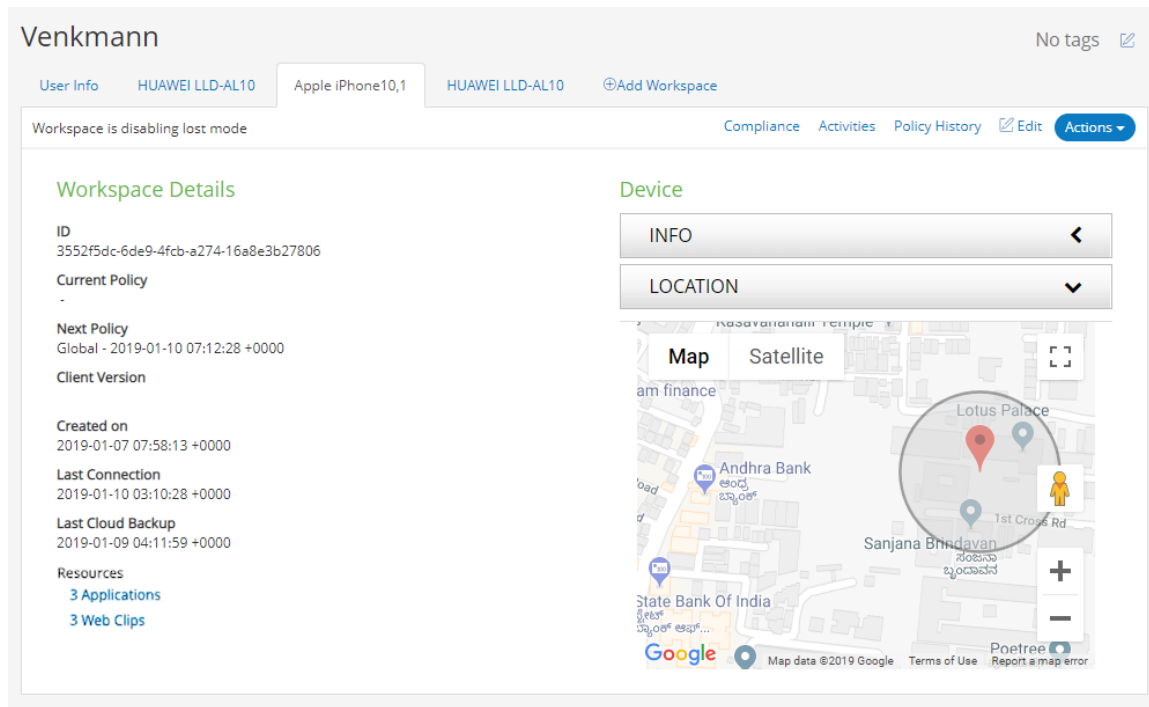 Venkmann
No tags
User Info
HUAWEI LLD-AL10
Apple iPhone10,1
HUAWEI LLD-AL10
Add Workspace
Workspace is disabling lost mode
Compliance
Activities
Policy History
Edit
Actions
Workspace Details
ID
3552f5dc-6de9-4fcb-a274-16a8e3b27806
Current Policy
-
Next Policy
Global - 2019-01-10 07:12:28 +0000
Client Version
Created on
2019-01-07 07:58:13 +0000
Last Connection
2019-01-10 03:10:28 +0000
Last Cloud Backup
2019-01-09 04:11:59 +0000
Resources
3 Applications
3 Web Clips
Device
INFO
LOCATION
Map
Satellite
am finance
Lotus Palace
Andhra Bank
ಆಂಧ್ರ
ಬ್ಯಾಂಕ್
1st Cross Rd
Sanjana Brindavan
ಸಂಜನಾ
ಬೃಂದಾವನ
State Bank Of India
Poetree
Google
Map data ©2019 Google
Terms of Use
Report a map error